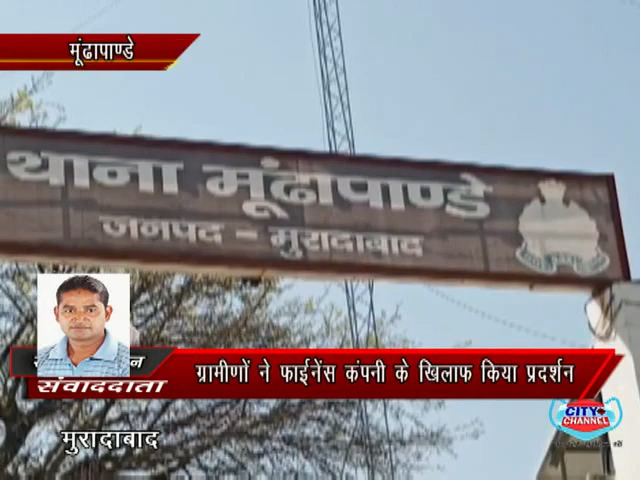 मूंढापाण्डे
थाना मूंढापाण्डे
जनपद - मुरादाबाद
ग्रामीणों ने फाईनेंस कंपनी के खिलाफ किया प्रदर्शन
संवाददाता
CITY
CHANNEL
मुरादाबाद